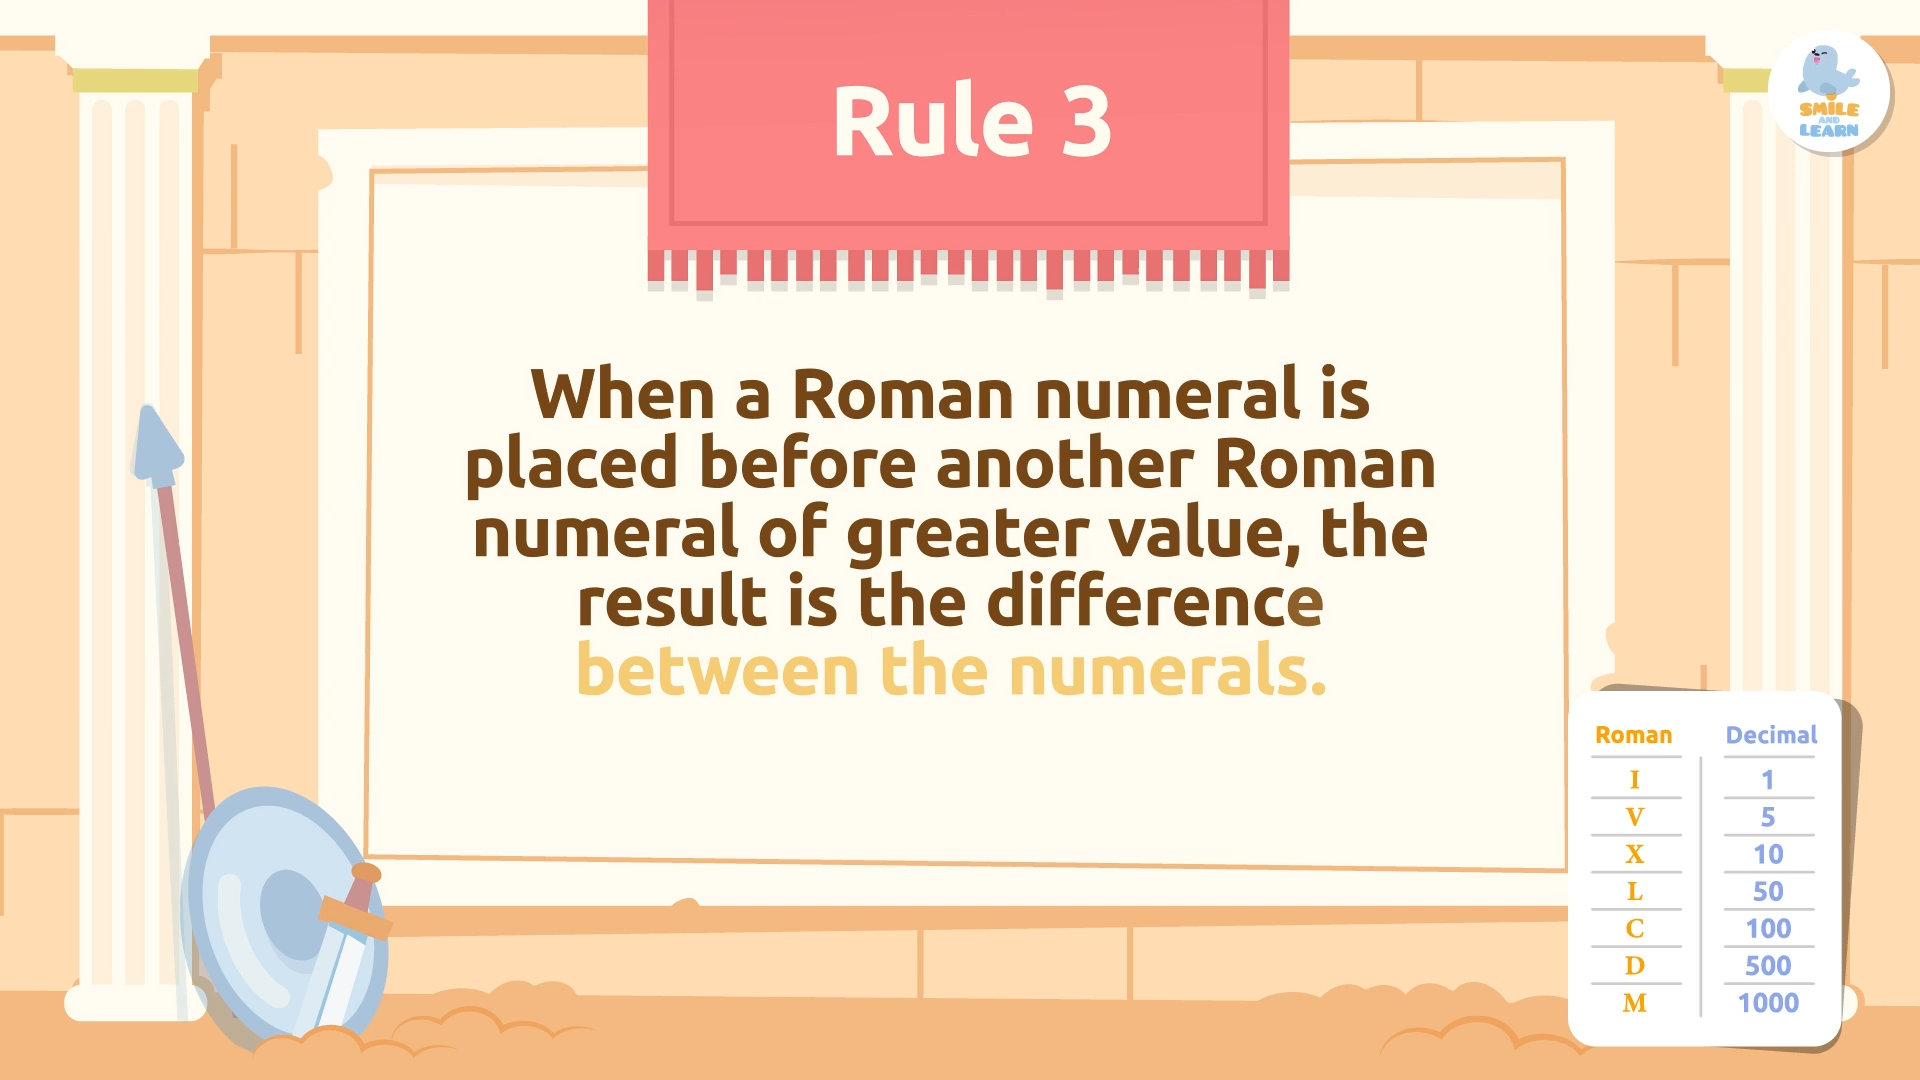 Rule 3
SMILE
AND
LEARN
When a Roman numeral is
placed before another Roman
numeral of greater value, the
result is the difference
between the numerals.
Roman Decimal
I 1
V 5
X 10
L 50
C 100
D 500
M 1000